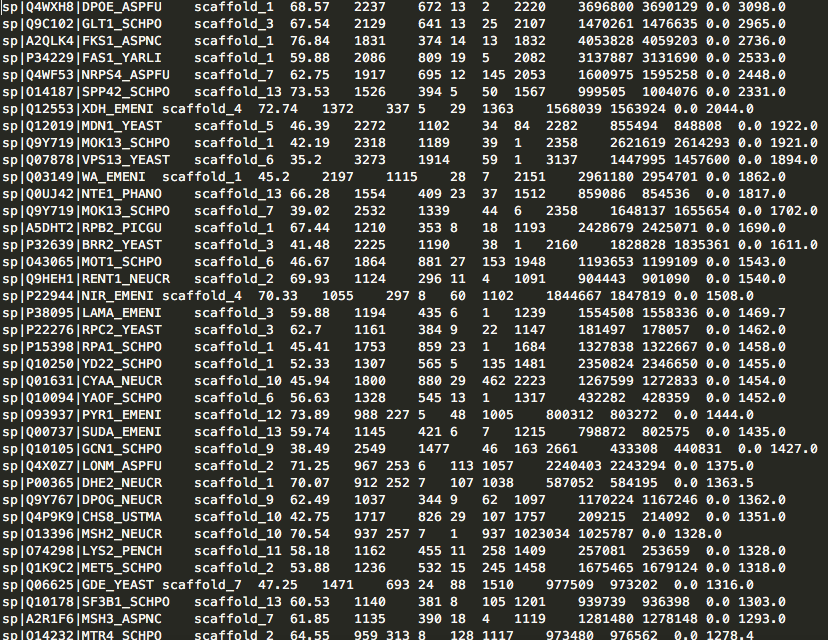 sp|Q4WXH8|DPOE_ASPFU scaffold_1 68.57 2237 672 13 2 2220 3696800 3690129 0.0 3098.0
sp|Q9C102|GLT1_SCHPO scaffold_3 67.54 2129 641 13 25 2107 1470261 1476635 0.0 2965.0
sp|A2QLK4|FKS1_ASPNC scaffold_1 76.84 1831 374 14 13 1832 4053828 4059203 0.0 2736.0
sp|P34229|FAS1_YARLI scaffold_1 59.88 2086 809 19 5 2082 3137887 3131690 0.0 2533.0
sp|Q4WF53|NRPS4_ASPFU scaffold_7 62.75 1917 695 12 145 2053 1600975 1595258 0.0 2448.0
sp|O14187|SPP42_SCHPO scaffold_13 73.53 1526 394 5 50 1567 999505 1004076 0.0 2331.0
sp|Q12553|XDH_EMENI scaffold_4 72.74 1372 337 5 29 1363 1568039 1563924 0.0 2044.0
sp|Q12019|MDN1_YEAST scaffold_5 46.39 2272 1102 34 84 2282 855494 848808 0.0 1922.0
sp|Q9Y719|MOK13_SCHPO scaffold_1 42.19 2318 1189 39 1 2358 2621619 2614293 0.0 1921.0
sp|Q07878|VPS13_YEAST scaffold_6 35.2 3273 1914 59 1 3137 1447995 1457600 0.0 1894.0
sp|Q03149|WA_EMENI scaffold_1 45.2 2197 1115 28 7 2151 2961180 2954701 0.0 1862.0
sp|Q0UJ42|NTE1_PHANO scaffold_13 66.28 1554 409 23 37 1512 859086 854536 0.0 1817.0
sp|Q9Y719|MOK13_SCHPO scaffold_7 39.02 2532 1339 44 6 2358 1648137 1655654 0.0 1702.0
sp|A5DHT2|RPB2_PICGU scaffold_1 67.44 1210 353 8 18 1193 2428679 2425071 0.0 1690.0
sp|P32639|BRR2_YEAST scaffold_3 41.48 2225 1190 38 1 2160 1828828 1835361 0.0 1611.0
sp|O43065|MOT1_SCHPO scaffold_6 46.67 1864 881 27 153 1948 1193653 1199109 0.0 1543.0
sp|Q9HEH1|RENT1_NEUCR scaffold_2 69.93 1124 296 11 4 1091 904443 901090 0.0 1540.0
sp|P22944|NIR_EMENI scaffold_4 70.33 1055 297 8 60 1102 1844667 1847819 0.0 1508.0
sp|P38095|LAMA_EMENI scaffold_3 59.88 1194 435 6 1 1239 1554508 1558336 0.0 1469.7
sp|P22276|RPC2_YEAST scaffold_3 62.7 1161 384 9 22 1147 181497 178057 0.0 1462.0
sp|P15398|RPA1_SCHPO scaffold_1 45.41 1753 859 23 1 1684 1327838 1322667 0.0 1458.0
sp|Q10250|YD22_SCHPO scaffold_1 52.33 1307 565 5 135 1481 2350824 2346650 0.0 1455.0
sp|Q01631|CYAA_NEUCR scaffold_10 45.94 1800 880 29 462 2223 1267599 1272833 0.0 1454.0
sp|Q10094|YAOF_SCHPO scaffold_6 56.63 1328 545 13 1 1317 432282 428359 0.0 1452.0
sp|O93937|PYR1_EMENI scaffold_12 73.89 988 227 5 48 1005 800312 803272 0.0 1444.0
sp|Q00737|SUDA_EMENI scaffold_13 59.74 1145 421 6 7 1215 798872 802575 0.0 1435.0
sp|Q10105|GCN1_SCHPO scaffold_9 38.49 2549 1477 46 163 2661 433308 440831 0.0 1427.0
sp|Q4X0Z7|LONM_ASPFU scaffold_2 71.25 967 253 6 113 1057 2240403 2243294 0.0 1375.0
sp|P00365|DHE2_NEUCR scaffold_1 70.07 912 252 7 107 1038 587052 584195 0.0 1363.5
sp|Q9Y767|DPOG_NEUCR scaffold_9 62.49 1037 344 9 62 1097 1170224 1167246 0.0 1362.0
sp|Q4P9K9|CHS8_USTMA scaffold_10 42.75 1717 826 29 107 1757 209215 214092 0.0 1351.0
sp|O13396|MSH2_NEUCR scaffold_10 70.54 937 257 7 1 937 1023034 1025787 0.0 1328.0
sp|O74298|LYS2_PENCH scaffold_11 58.18 1162 455 11 258 1409 257081 253659 0.0 1328.0
sp|Q1K9C2|MET5_SCHPO scaffold_2 53.88 1236 532 15 245 1458 1675465 1679124 0.0 1318.0
sp|Q06625|GDE_YEAST scaffold_7 47.25 1471 693 24 88 1510 977509 973202 0.0 1316.0
sp|Q10178|SF3B1_SCHPO scaffold_13 60.53 1140 381 8 105 1201 939739 936398 0.0 1303.0
sp|A2R1F6|MSH3_ASPNC scaffold_7 61.85 1135 390 18 4 1119 1281480 1278148 0.0 1293.0
sp|O14232|MTR4_SCHPO scaffold_2 64.55 959 313 8 128 1117 973480 976562 0.0 1278.4